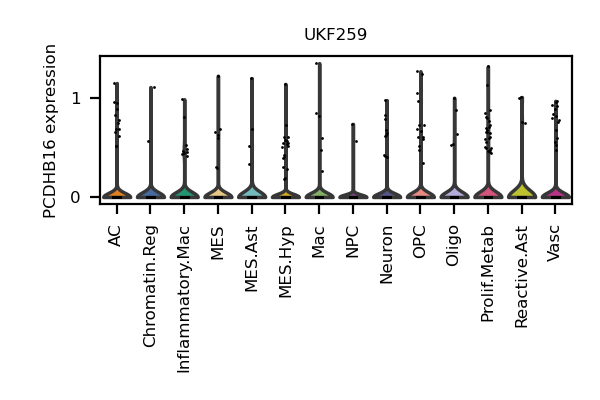 UKF259
PCDHB16 expression
1
0
AC
Chromatin.Reg
Inflammatory.Mac
MES
MES.Ast
MES.Hyp
Mac
NPC
Neuron
OPC
Oligo
Prolif.Metab
Reactive.Ast
Vasc